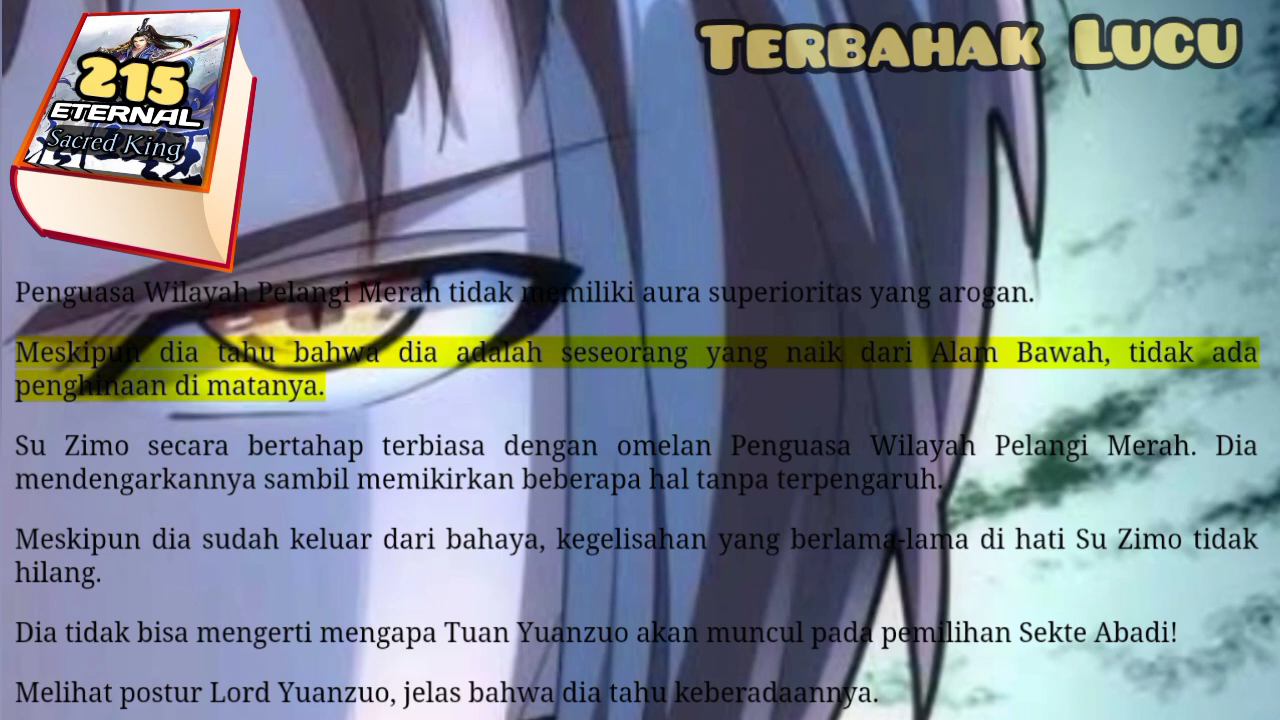 215
ETERNAL
Sacred King
TERBAHAK LUCU
Penguasa Wilayah Pelangi Merah tidak memiliki aura superioritas yang arogan.
Meskipun dia tahu bahwa dia adalah seseorang yang naik dari Alam Bawah, tidak ada
penghinaan di matanya.
Su Zimo secara bertahap terbiasa dengan omelan Penguasa Wilayah Pelangi Merah. Dia
mendengarkannya sambil memikirkan beberapa hal tanpa terpengaruh.
Meskipun dia sudah keluar dari bahaya, kegelisahan yang berlama-lama di hati Su Zimo tidak
hilang.
Dia tidak bisa mengerti mengapa Tuan Yuanzuo akan muncul pada pemilihan Sekte Abadi!
Melihat postur Lord Yuanzuo, jelas bahwa dia tahu keberadaannya.